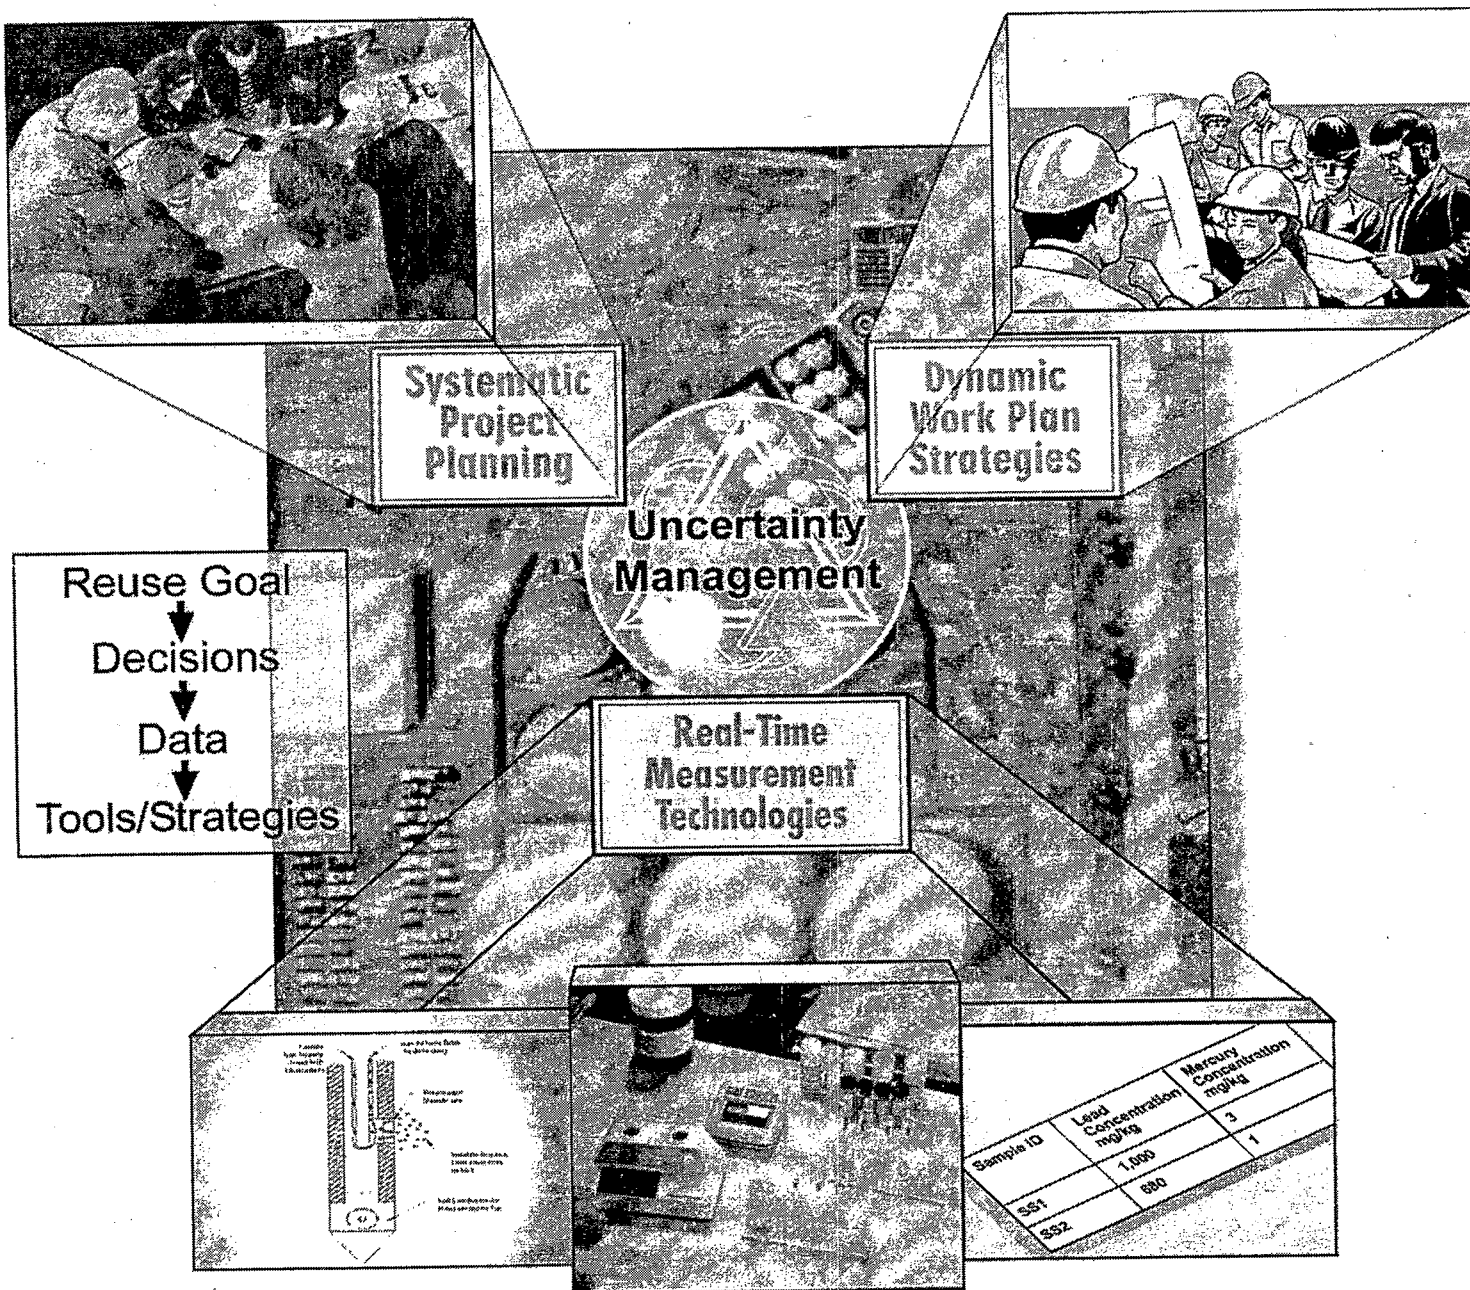 Systematic
Project
Planning
Dynamic
Work Plan
Strategies
Uncertainty
Management
Reuse Goal
Decisions
Data
Tools/Strategies
Real-Time
Measurement
Technologies
Sample ID
Lead
Concentration
mg/kg
Mercury
Concentration
mg/kg
SS1
1,000
3
SS2
680
1